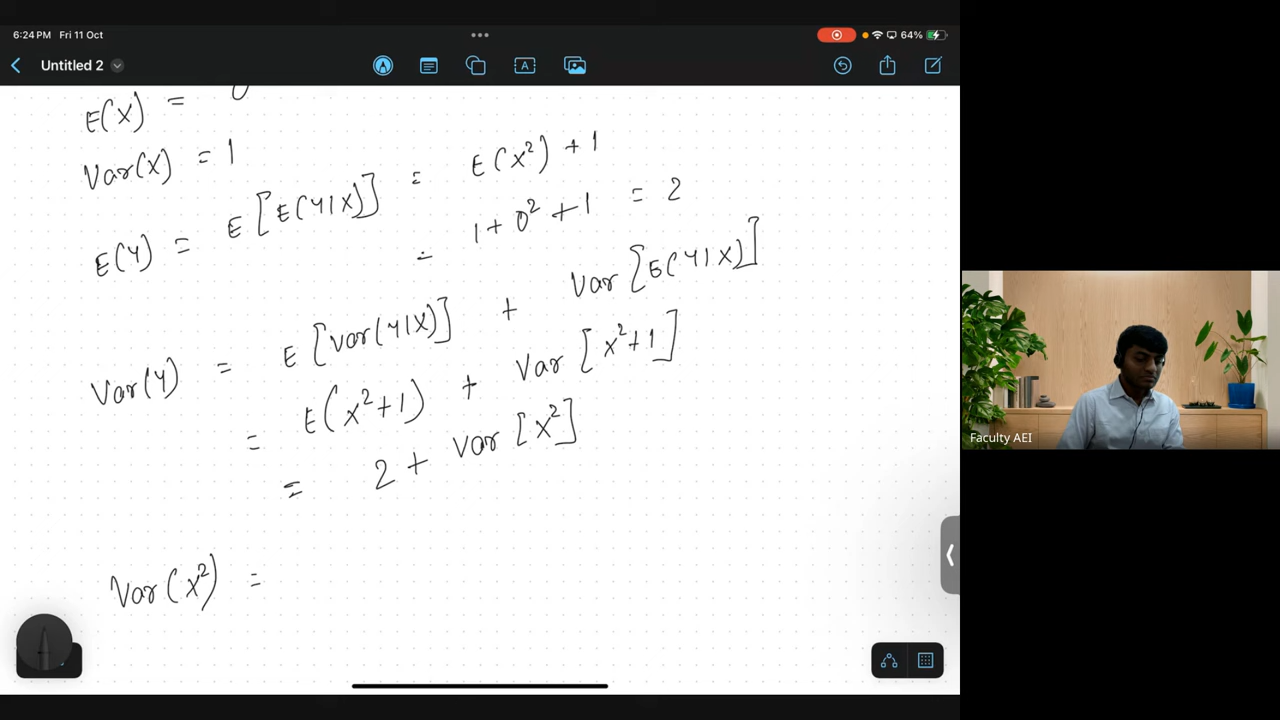 6:24 PM Fri 11 Oct
64%
Untitled 2
E(X) = 0
Var(X) = 1
E(Y) = E[E(Y|X)] = E(X²) + 1
= 1 + 0² + 1 = 2
Var(Y) = E[Var(Y|X)] + Var[E(Y|X)]
= E(X²+1) + Var[X²+1]
= 2 + Var[X²]
Var(X²) =
Faculty AEI